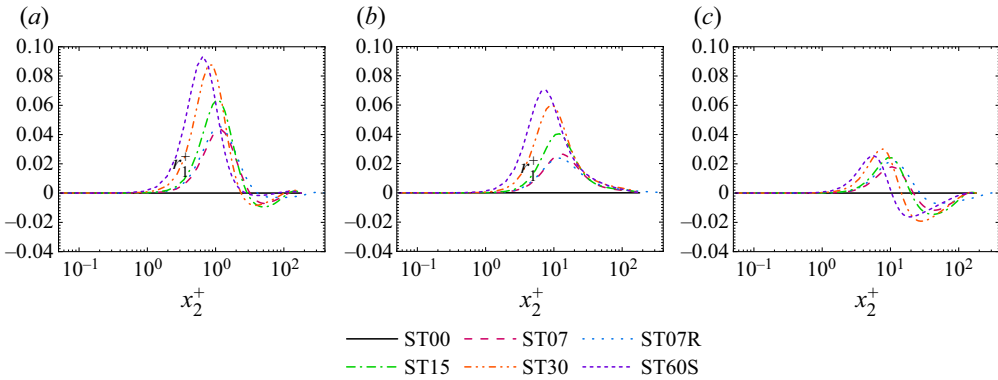 (a) (b) (c)
0.10 0.10 0.10
0.08 0.08 0.08
0.06 0.06 0.06
0.04 0.04 0.04
0.02 r₁⁺ 0.02 r₁⁺ 0.02
0 0 0
−0.02 −0.02 −0.02
−0.04 −0.04 −0.04
10⁻¹ 10⁰ 10⁰ 10² 10⁻¹ 10⁰ 10¹ 10² 10⁻¹ 10⁰ 10¹ 10²
x₂⁺ x₂⁺ x₂⁺
ST00 ST07 ST07R
ST15 ST30 ST60S